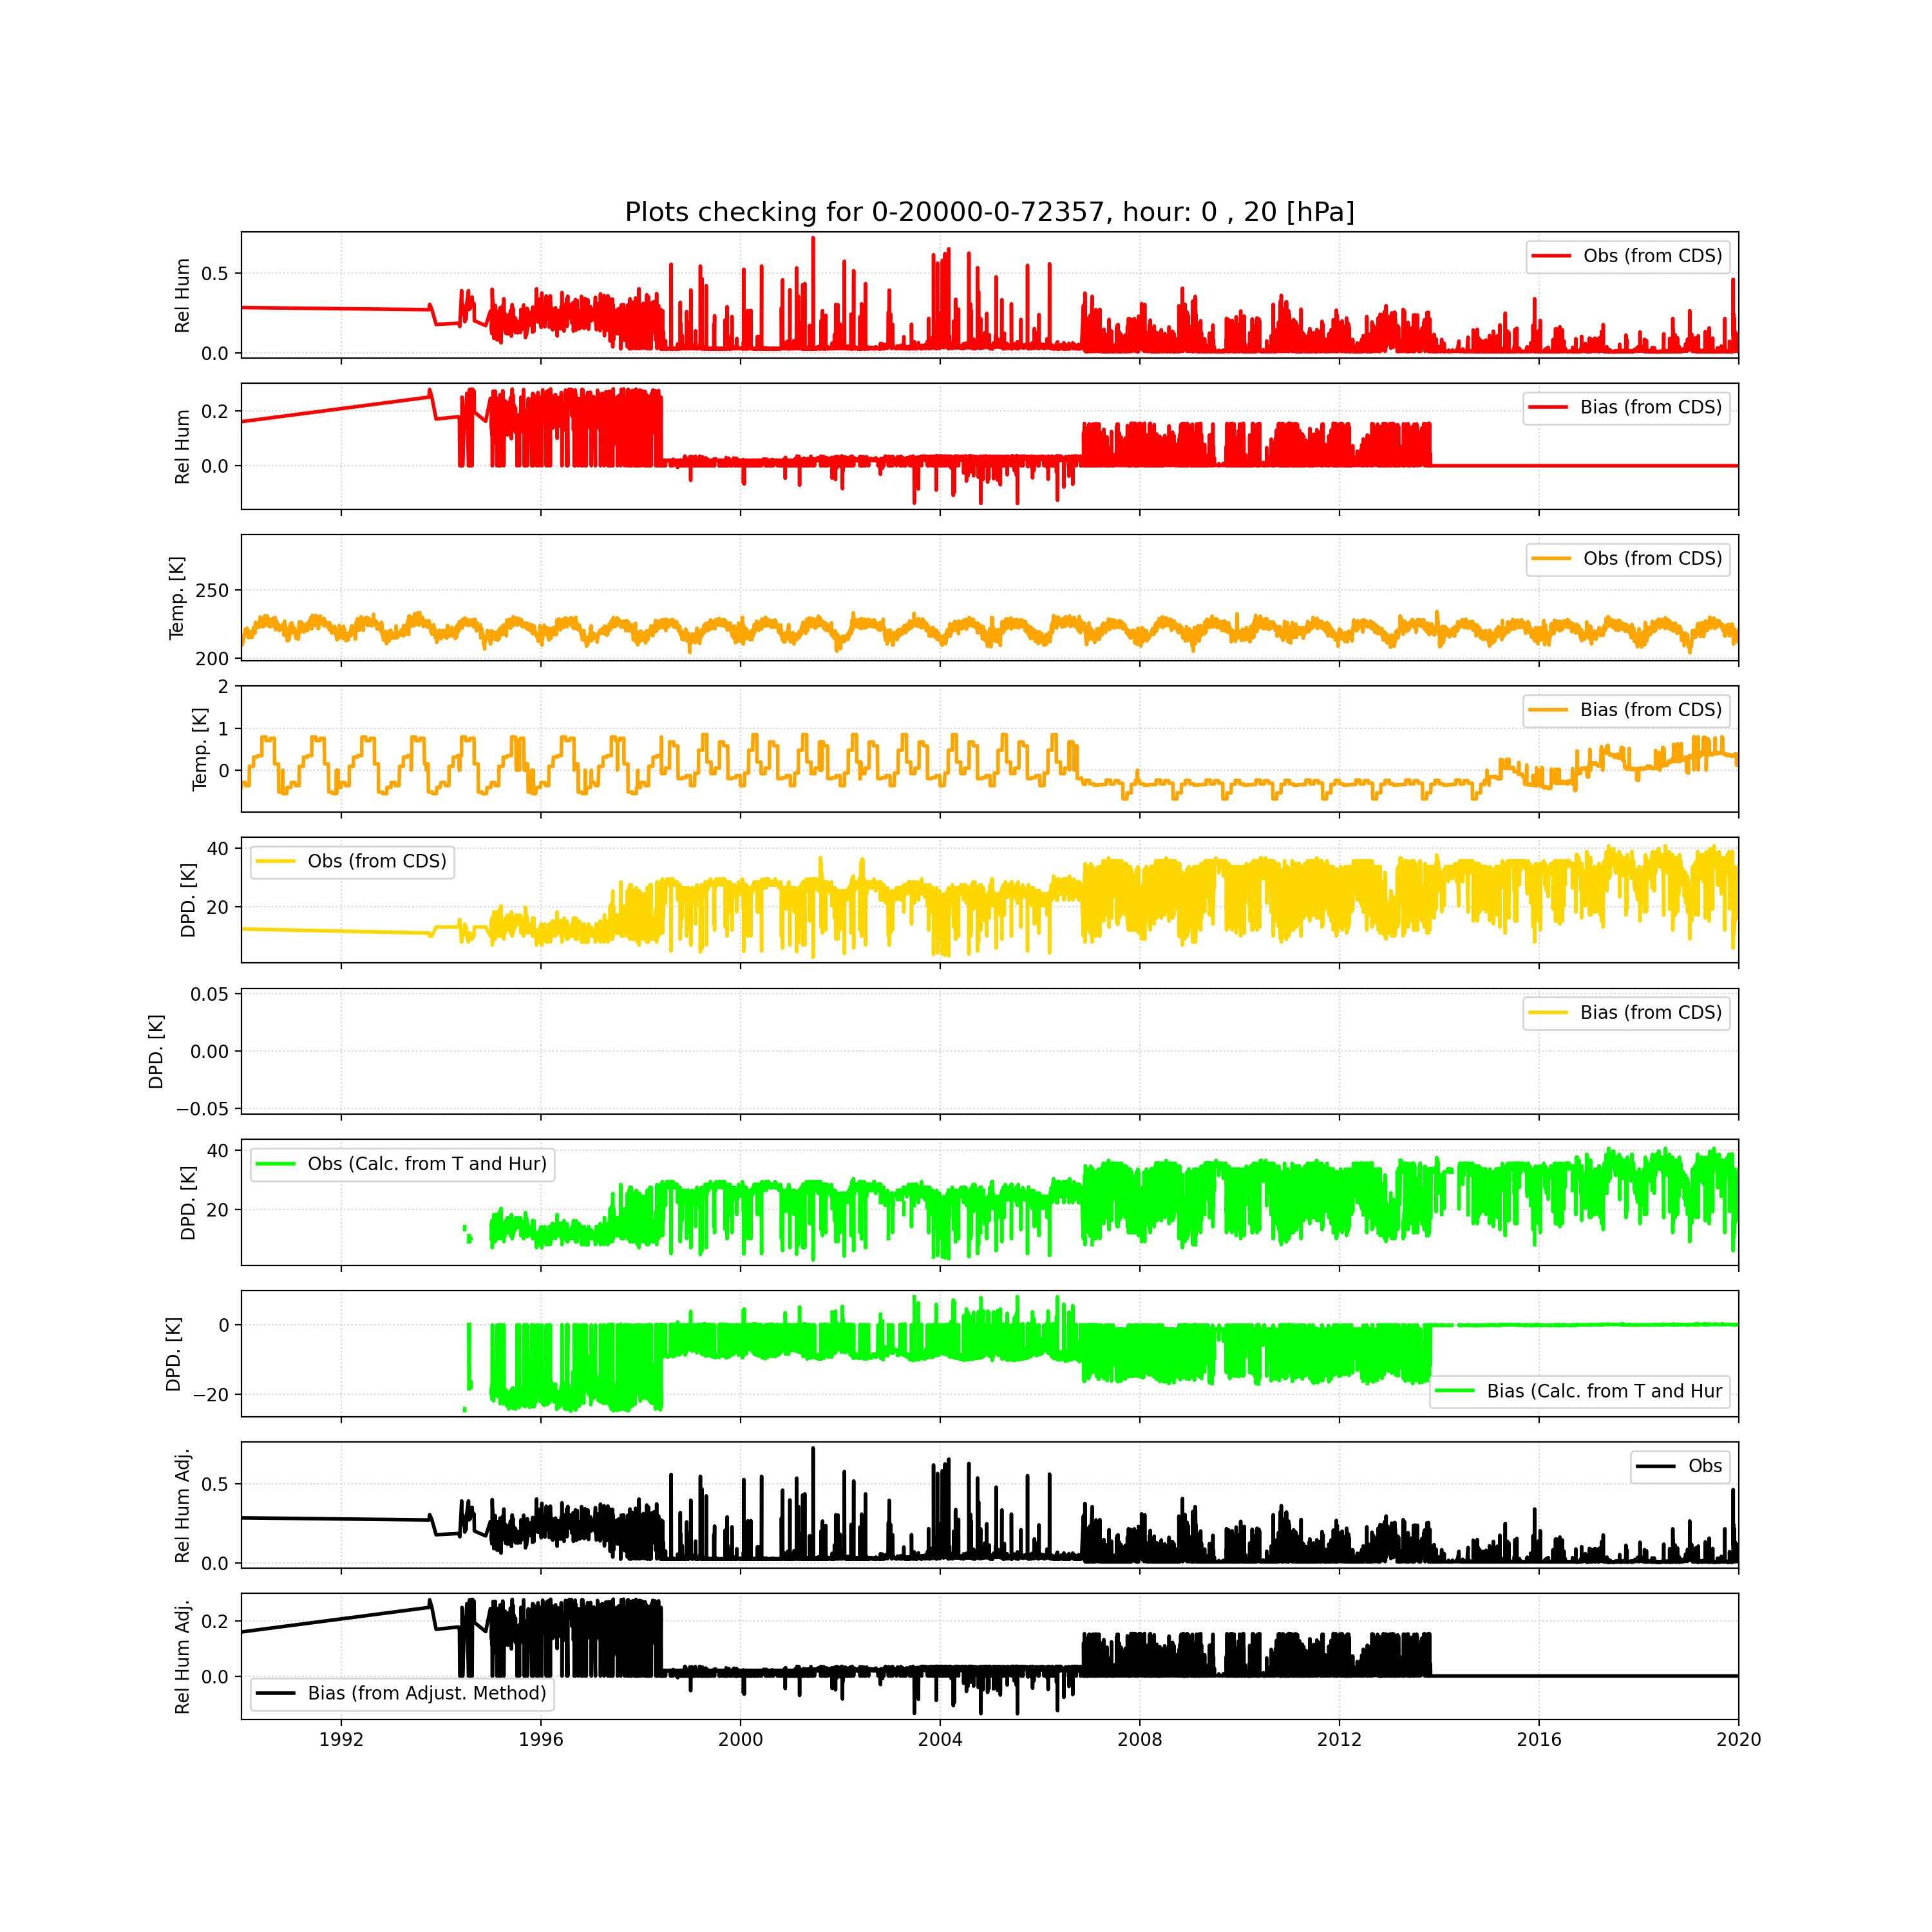 Plots checking for 0-20000-0-72357, hour: 0 , 20 [hPa]
Rel Hum
0.5
0.0
Obs (from CDS)
Rel Hum
0.2
0.0
Bias (from CDS)
Temp. [K]
250
200
Obs (from CDS)
Temp. [K]
2
1
0
Bias (from CDS)
DPD. [K]
40
20
Obs (from CDS)
DPD. [K]
0.05
0.00
−0.05
Bias (from CDS)
DPD. [K]
40
20
Obs (Calc. from T and Hur)
DPD. [K]
0
−20
Bias (Calc. from T and Hur
Rel Hum Adj.
0.5
0.0
Obs
Rel Hum Adj.
0.2
0.0
Bias (from Adjust. Method)
1992 1996 2000 2004 2008 2012 2016 2020